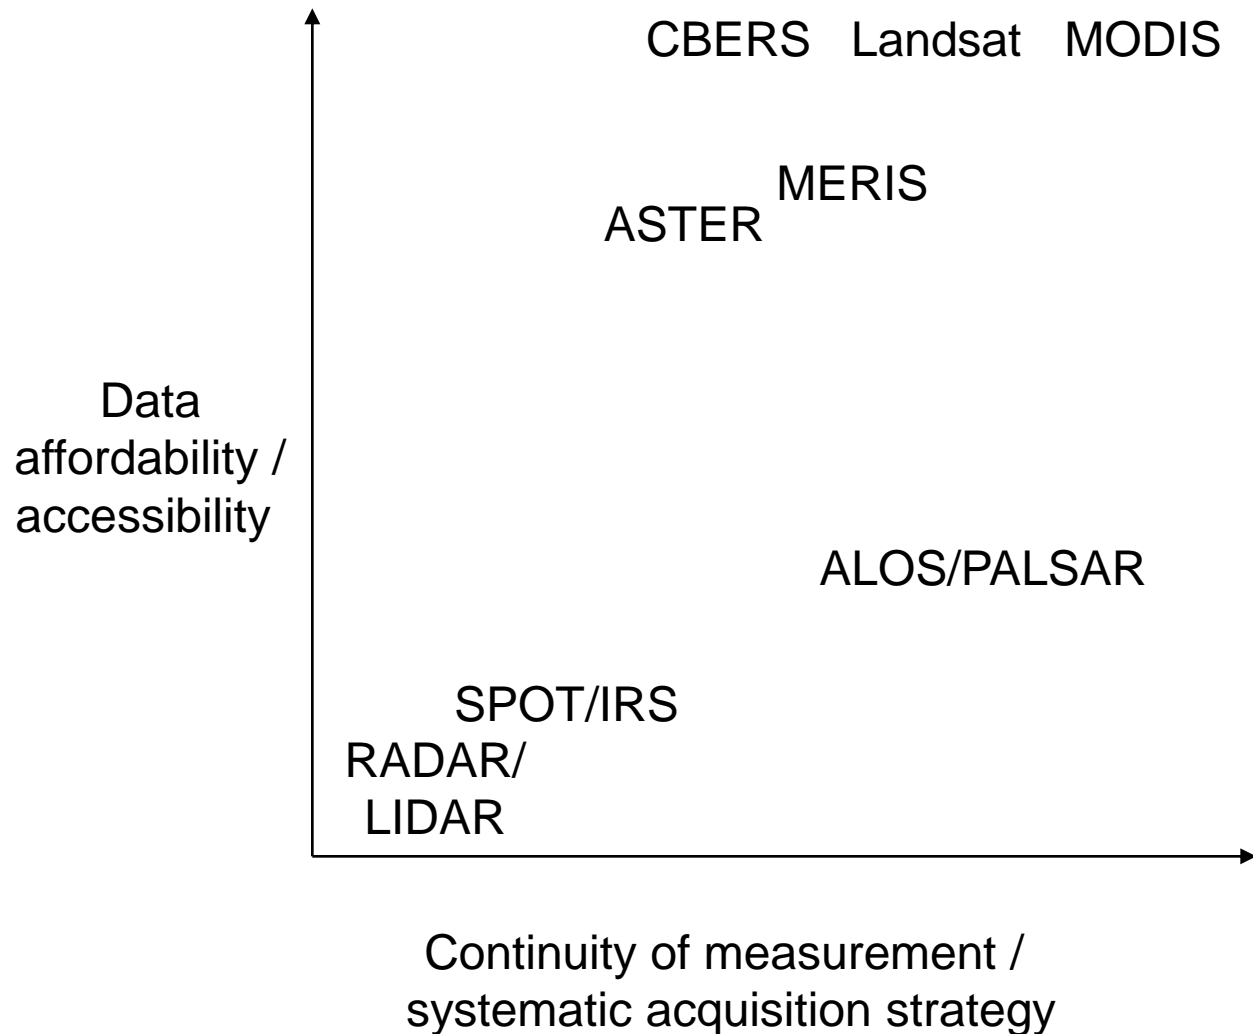 CBERS Landsat MODIS
MERIS
ASTER
Data
affordability /
accessibility
ALOS/PALSAR
SPOT/IRS
RADAR/
LIDAR
Continuity of measurement /
systematic acquisition strategy